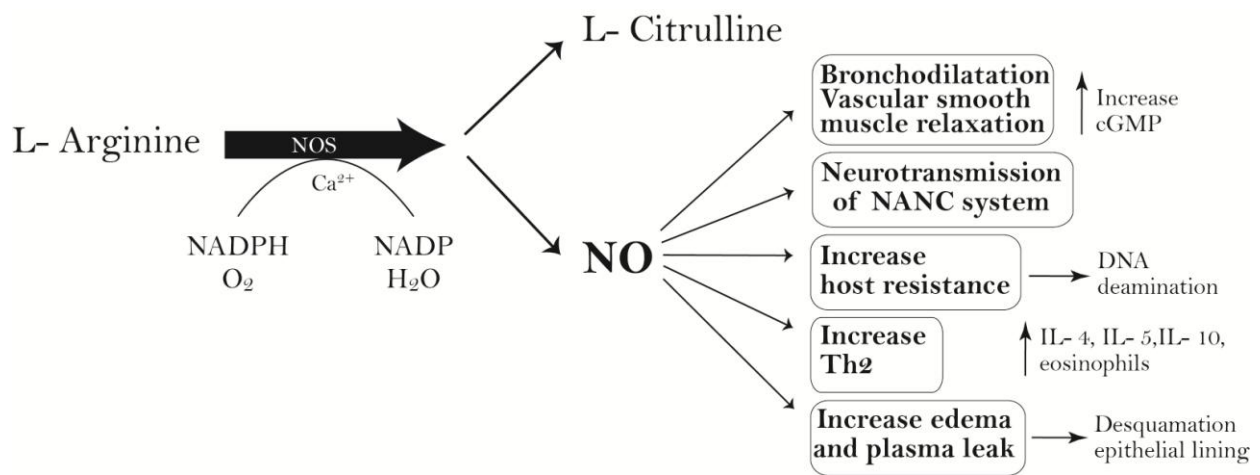 L- Citrulline
L- Arginine
NOS
Ca²⁺
NADPH
O₂
NADP
H₂O
NO
Bronchodilatation
Vascular smooth
muscle relaxation
Increase
cGMP
Neurotransmission
of NANC system
Increase
host resistance
DNA
deamination
Increase
Th2
IL- 4, IL- 5,IL- 10,
eosinophils
Increase edema
and plasma leak
Desquamation
epithelial lining